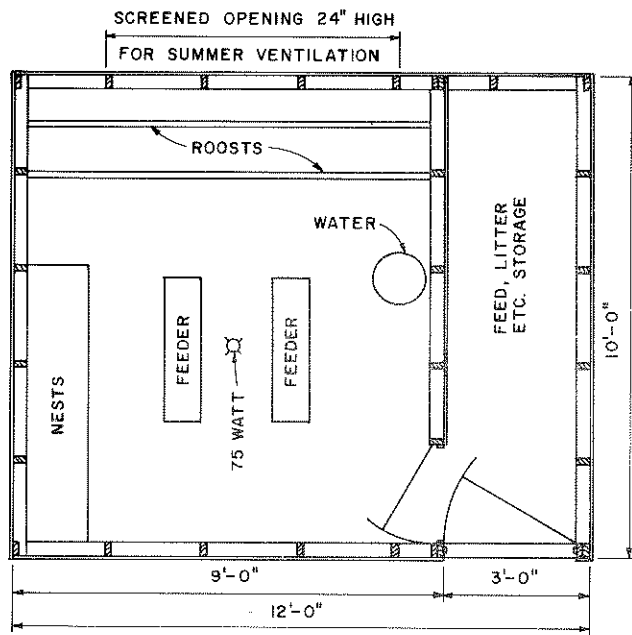 SCREENED OPENING 24" HIGH
FOR SUMMER VENTILATION
ROOSTS
WATER
FEED, LITTER
ETC. STORAGE
10'-0"
NESTS
FEEDER
75 WATT
FEEDER
9'-0"
3'-0"
12'-0"